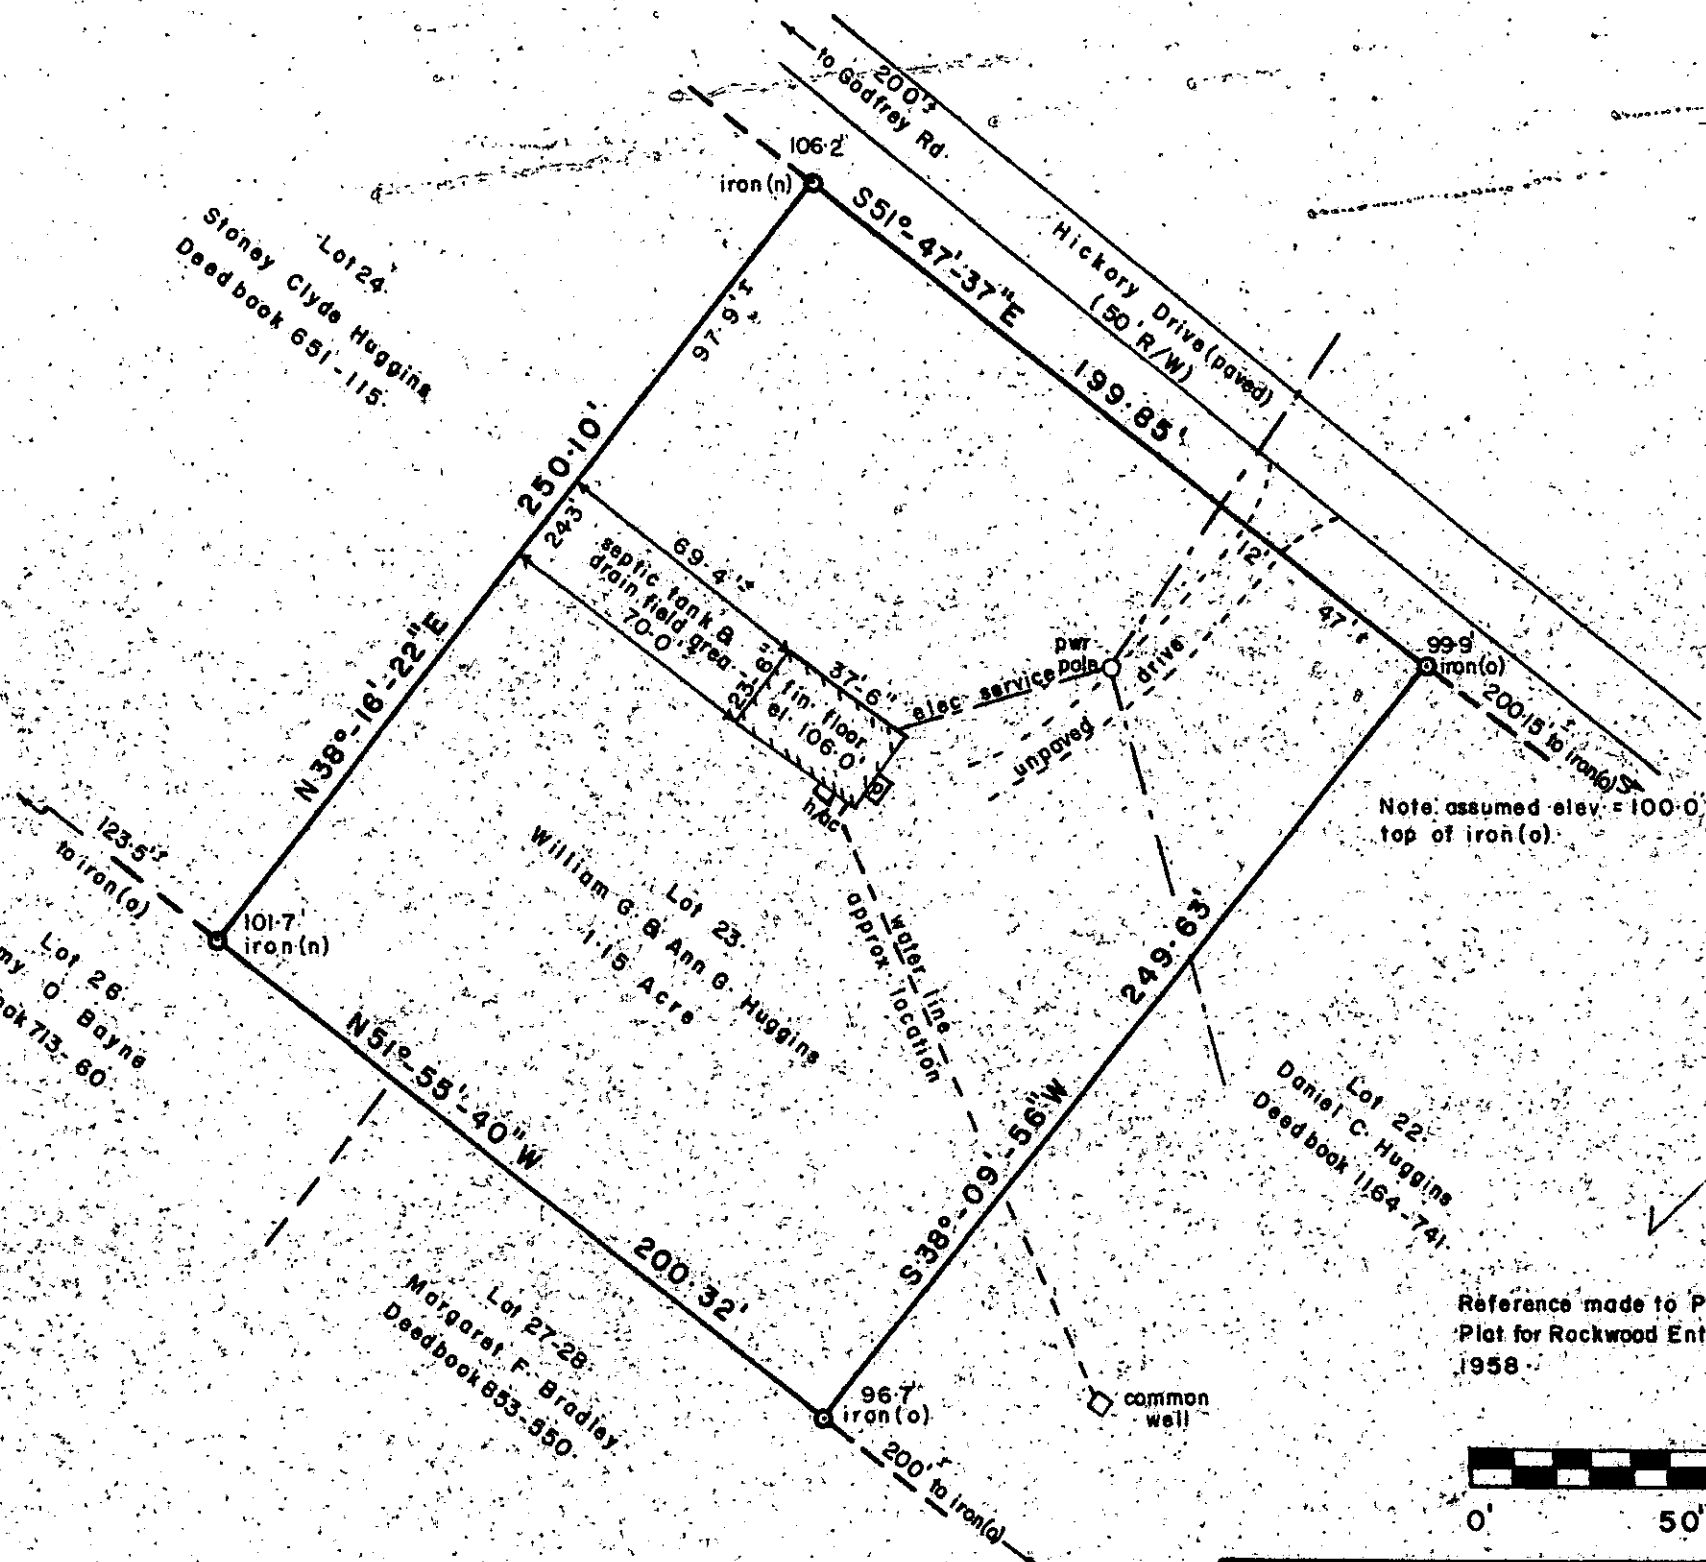 to Godfrey Rd.
200'±
106.2'
iron (n)
S51°-47'-37"E
199.85'
Hickory Drive (paved)
(50' R/W)
Lot 24
Stoney Clyde Huggins
Deed book 651-115
97.9'±
250.10'
24.3'
N38°-16'-22"E
69.4'±
septic tank &
drain field area
70.0'±
23'-6"
37'-6"
fin. floor
el. 106.0'
h/ac
elec. service
pwr
pole
unpaved drive
12'
47'±
99.9'
iron(o)
200.15'± to iron(o)
Note: assumed elev. = 100.0
top of iron(o)
123.5'±
to iron(o)
101.7'
iron(n)
Lot 26
my O. Bayne
ook 713-60
Lot 23
William G. & Ann G. Huggins
1.15 Acre
water line
approx. location
249.63'
S38°-09'-56"W
Lot 22
Daniel C. Huggins
Deedbook 1164-741
N51°-55'-40"W
200.32'
Lot 27-28
Margaret F. Bradley
Deedbook 853-550
96.7'
iron(o)
200'± to iron(o)
common
well
Reference made to P
Plat for Rockwood Ent
1958
0' 50'